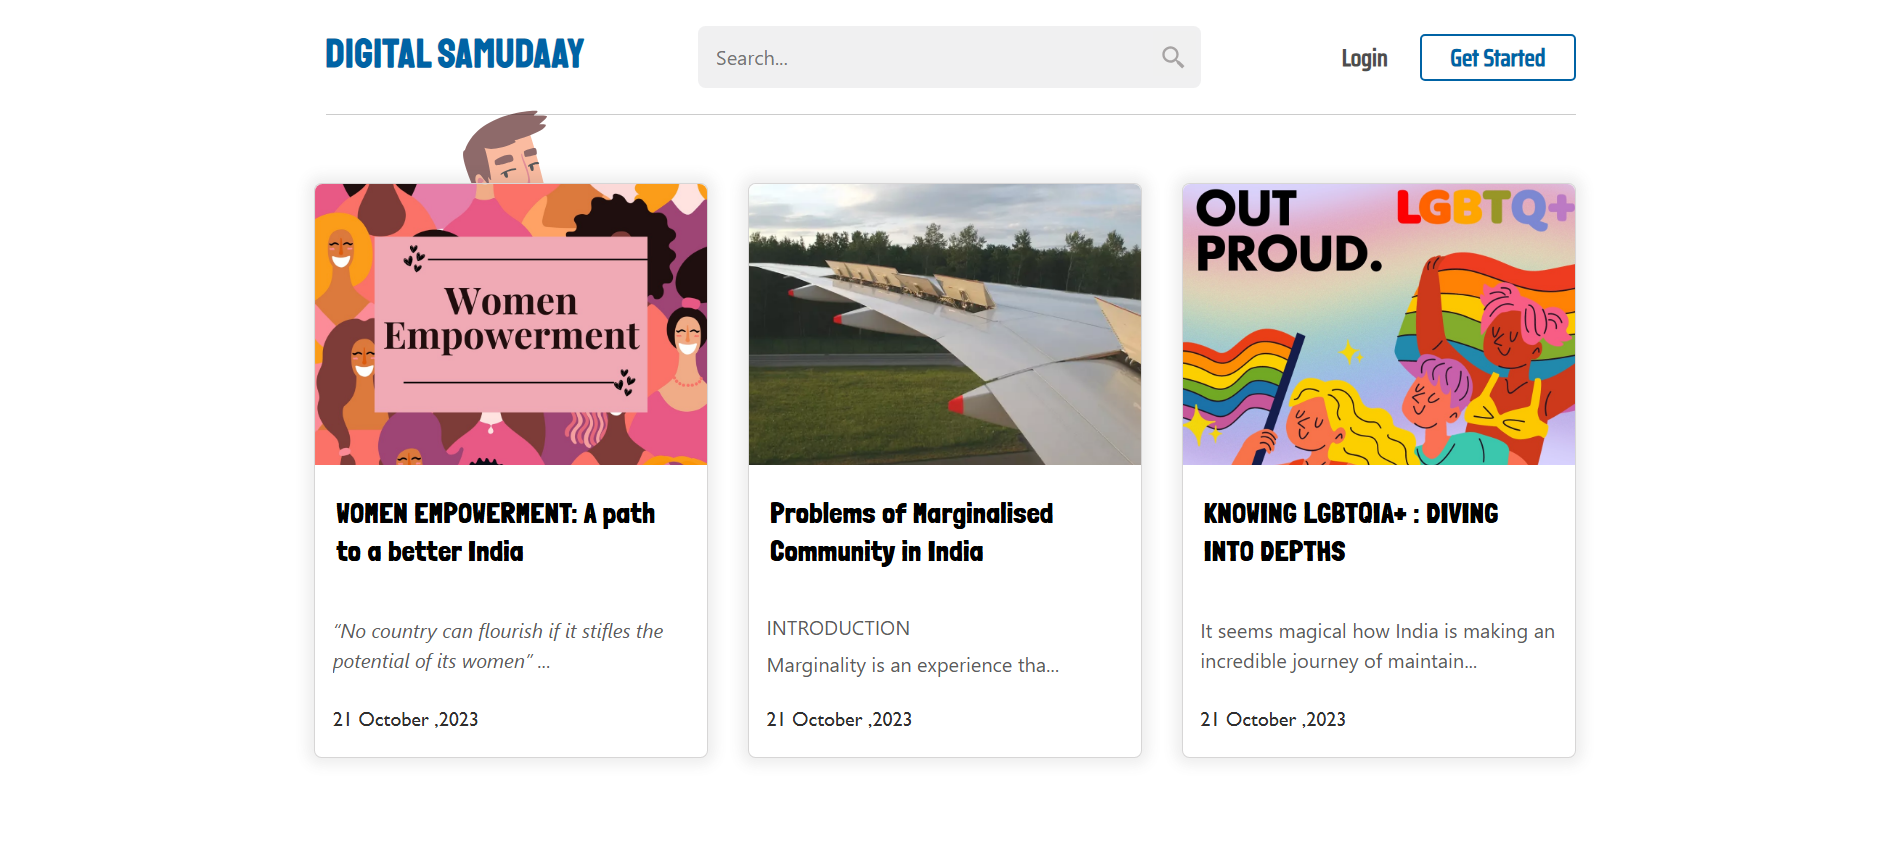 DIGITAL SAMUDAAY
Search...
Login
Get Started
Women
Empowerment
OUT
PROUD.
LGBTQ+
WOMEN EMPOWERMENT: A path
to a better India
Problems of Marginalised
Community in India
KNOWING LGBTQIA+ : DIVING
INTO DEPTHS
“No country can flourish if it stifles the
potential of its women” ...
INTRODUCTION
Marginality is an experience tha...
It seems magical how India is making an
incredible journey of maintain...
21 October ,2023
21 October ,2023
21 October ,2023